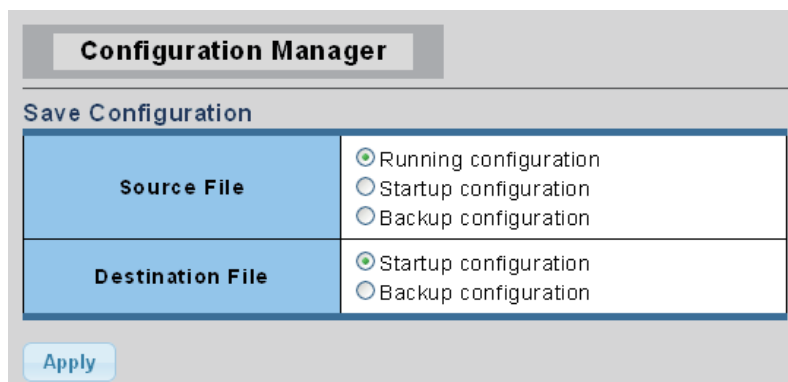 Configuration Manager
Save Configuration
Source File
Running configuration
Startup configuration
Backup configuration
Destination File
Startup configuration
Backup configuration
Apply